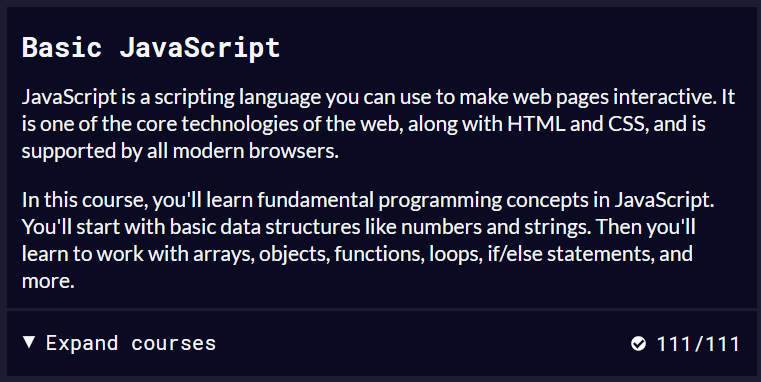 Basic JavaScript
JavaScript is a scripting language you can use to make web pages interactive. It
is one of the core technologies of the web, along with HTML and CSS, and is
supported by all modern browsers.
In this course, you'll learn fundamental programming concepts in JavaScript.
You'll start with basic data structures like numbers and strings. Then you'll
learn to work with arrays, objects, functions, loops, if/else statements, and
more.
Expand courses 111/111